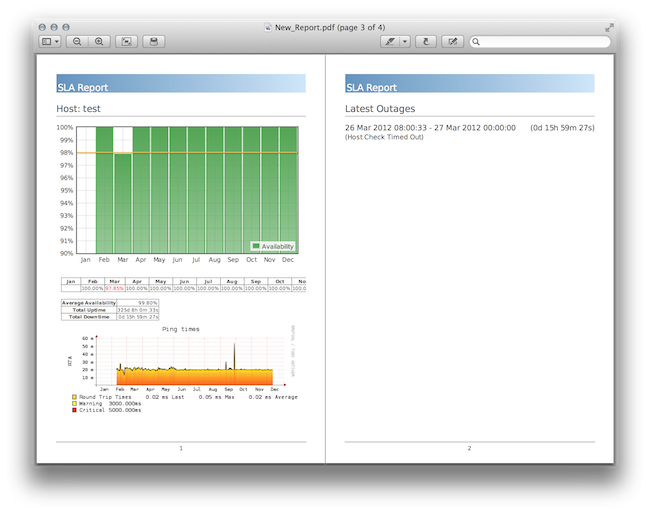 New_Report.pdf (page 3 of 4)
SLA Report
Host: test
100%
99%
98%
97%
96%
95%
94%
93%
92%
91%
90%
Jan Feb Mar Apr May Jun Jul Aug Sep Oct Nov Dec
Availability
Jan Feb Mar Apr May Jun Jul Aug Sep Oct No
100.00% 97.85% 100.00% 100.00% 100.00% 100.00% 100.00% 100.00% 100.00% 100.
Average Availability 99.80%
Total Uptime 325d 8h 0m 33s
Total Downtime 0d 15h 59m 27s
Ping times
RTA
60 m
50 m
40 m
30 m
20 m
10 m
0
Jan Feb Mar Apr May Jun Jul Aug Sep Oct Nov Dec
Round Trip Times 0.02 ms Last 0.05 ms Max 0.02 ms Average
Warning 3000.000ms
Critical 5000.000ms
1
SLA Report
Latest Outages
26 Mar 2012 08:00:33 - 27 Mar 2012 00:00:00 (0d 15h 59m 27s)
(Host Check Timed Out)
2